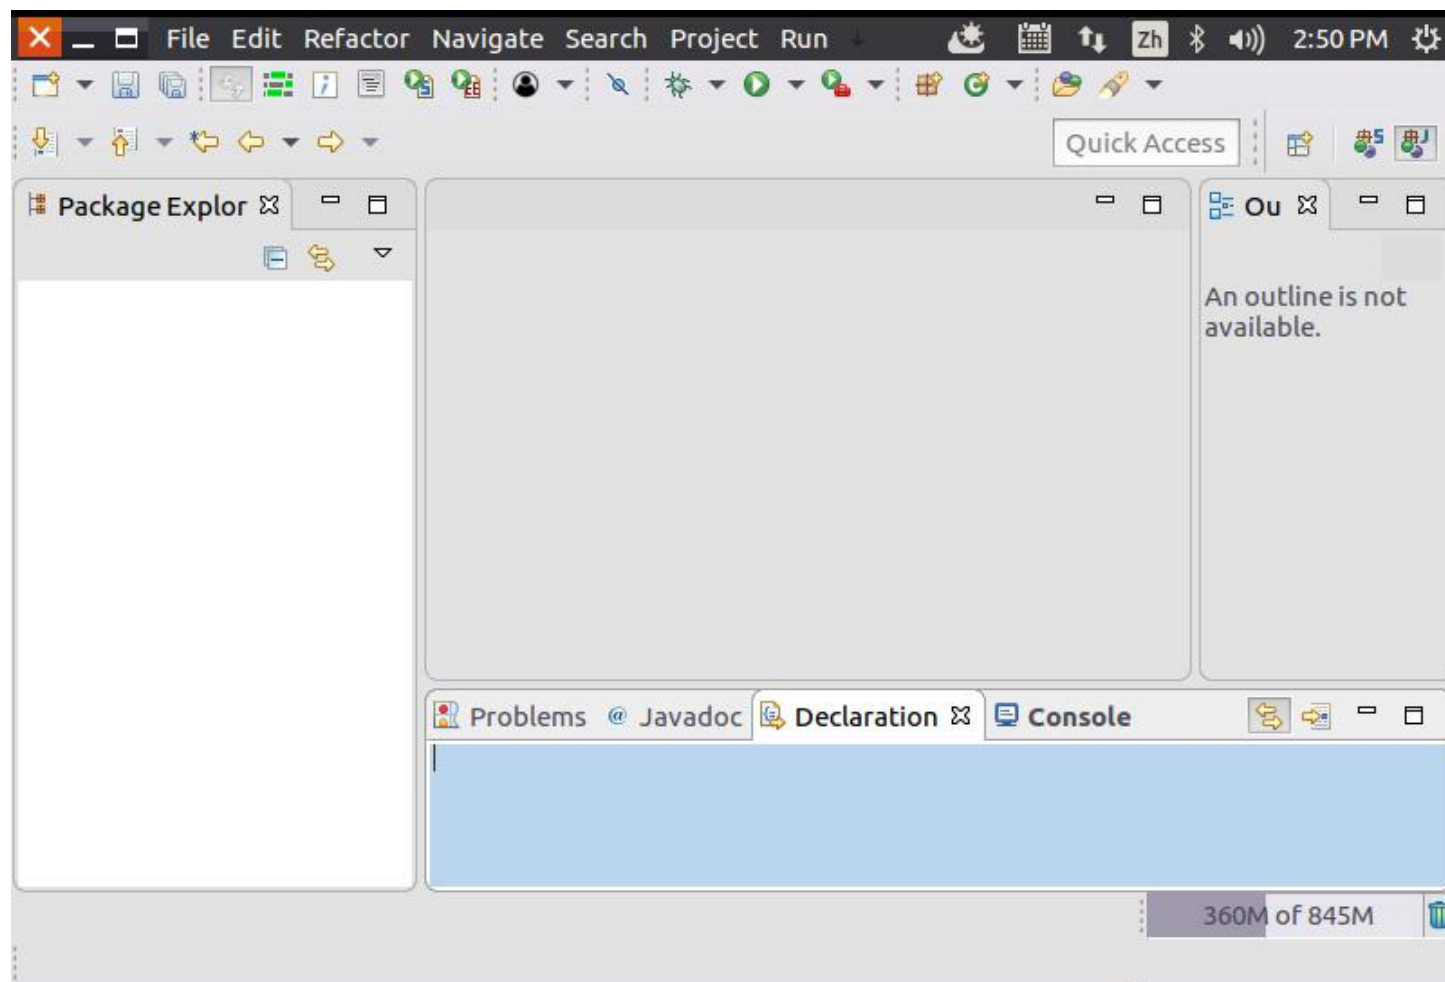 File Edit Refactor Navigate Search Project Run Zh 2:50 PM
Quick Access
Package Explor
Ou
An outline is not
available.
Problems @ Javadoc Declaration Console
360M of 845M